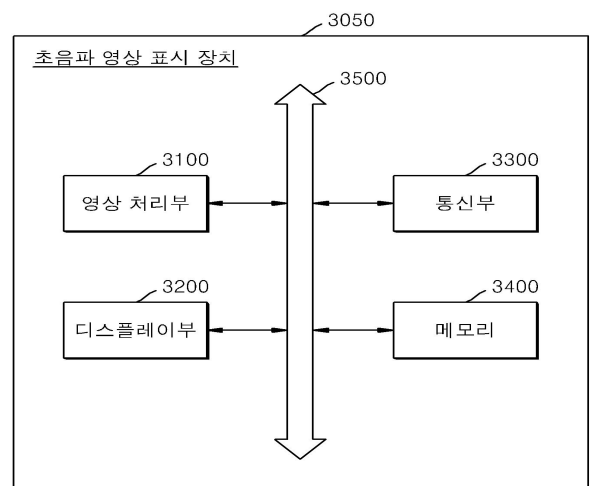 3050
초음파 영상 표시 장치
3500
3100
영상 처리부
3300
통신부
3200
디스플레이부
3400
메모리